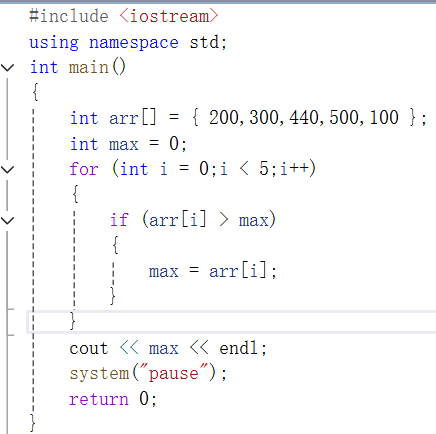 #include <iostream>
using namespace std;
int main()
{
int arr[] = { 200,300,440,500,100 };
int max = 0;
for (int i = 0;i < 5;i++)
{
if (arr[i] > max)
{
max = arr[i];
}
}
cout << max << endl;
system("pause");
return 0;
}